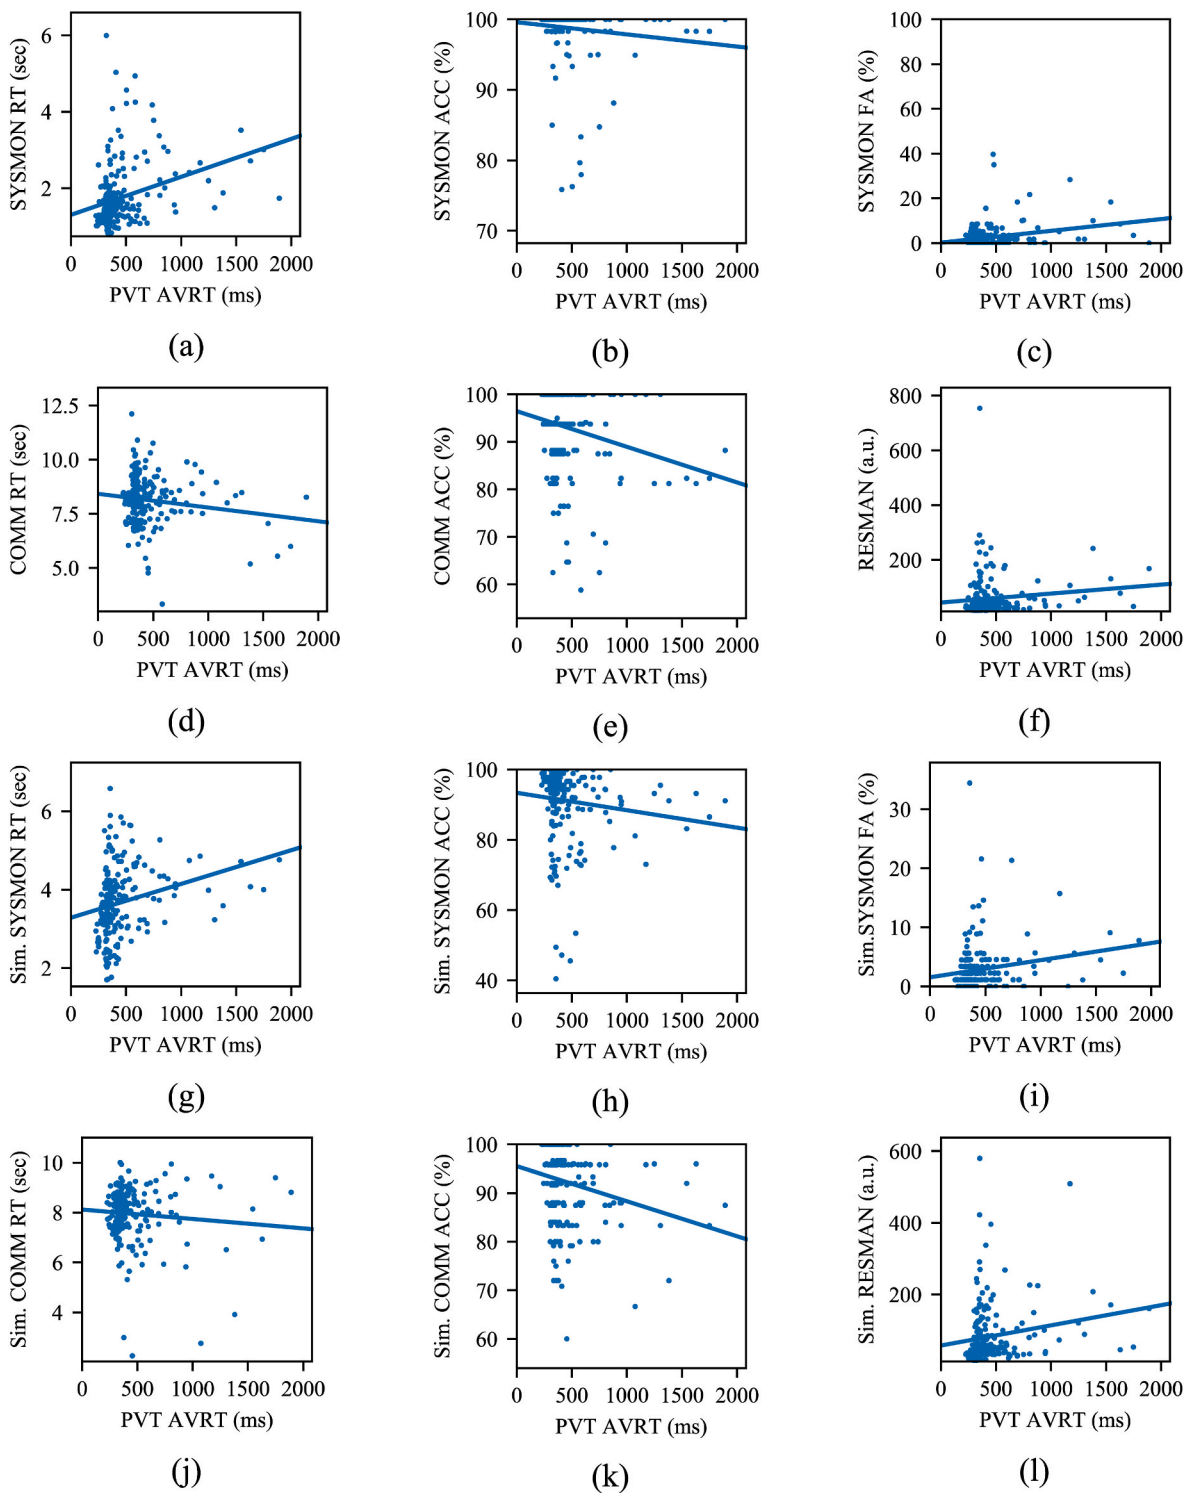 SYSMON RT (sec)
6
4
2
0 500 1000 1500 2000
PVT AVRT (ms)
(a)
SYSMON ACC (%)
100
90
80
70
0 500 1000 1500 2000
PVT AVRT (ms)
(b)
SYSMON FA (%)
100
80
60
40
20
0
0 500 1000 1500 2000
PVT AVRT (ms)
(c)
COMM RT (sec)
12.5
10.0
7.5
5.0
0 500 1000 1500 2000
PVT AVRT (ms)
(d)
COMM ACC (%)
100
90
80
70
60
0 500 1000 1500 2000
PVT AVRT (ms)
(e)
RESMAN (a.u.)
800
600
400
200
0 500 1000 1500 2000
PVT AVRT (ms)
(f)
Sim. SYSMON RT (sec)
6
4
2
0 500 1000 1500 2000
PVT AVRT (ms)
(g)
Sim. SYSMON ACC (%)
100
80
60
40
0 500 1000 1500 2000
PVT AVRT (ms)
(h)
Sim.SYSMON FA (%)
30
20
10
0
0 500 1000 1500 2000
PVT AVRT (ms)
(i)
Sim. COMM RT (sec)
10
8
6
4
0 500 1000 1500 2000
PVT AVRT (ms)
(j)
Sim. COMM ACC (%)
100
90
80
70
60
0 500 1000 1500 2000
PVT AVRT (ms)
(k)
Sim. RESMAN (a.u.)
600
400
200
0 500 1000 1500 2000
PVT AVRT (ms)
(l)